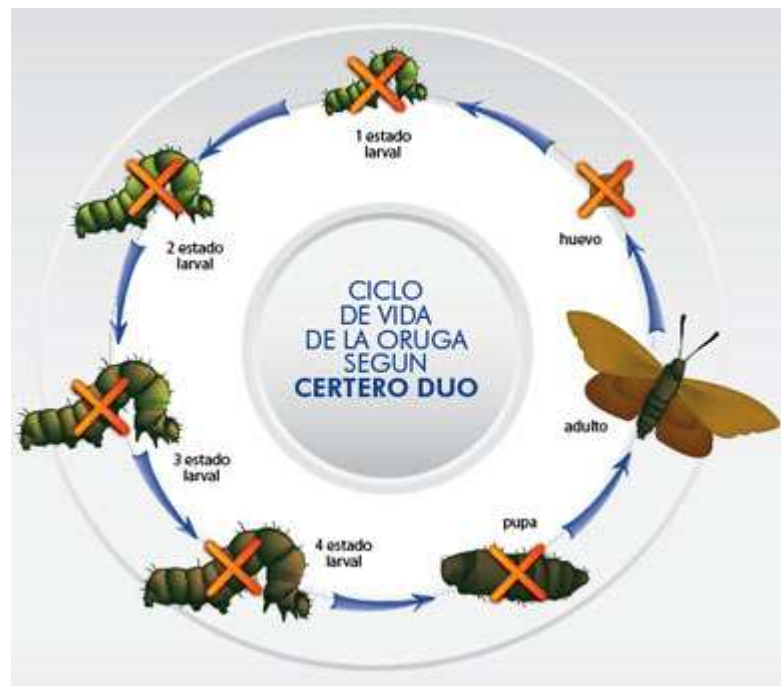 CICLO
DE VIDA
DE LA ORUGA
SEGUN
CERTERO DUO
huevo
1 estado
larval
2 estado
larval
3 estado
larval
4 estado
larval
pupa
adulto